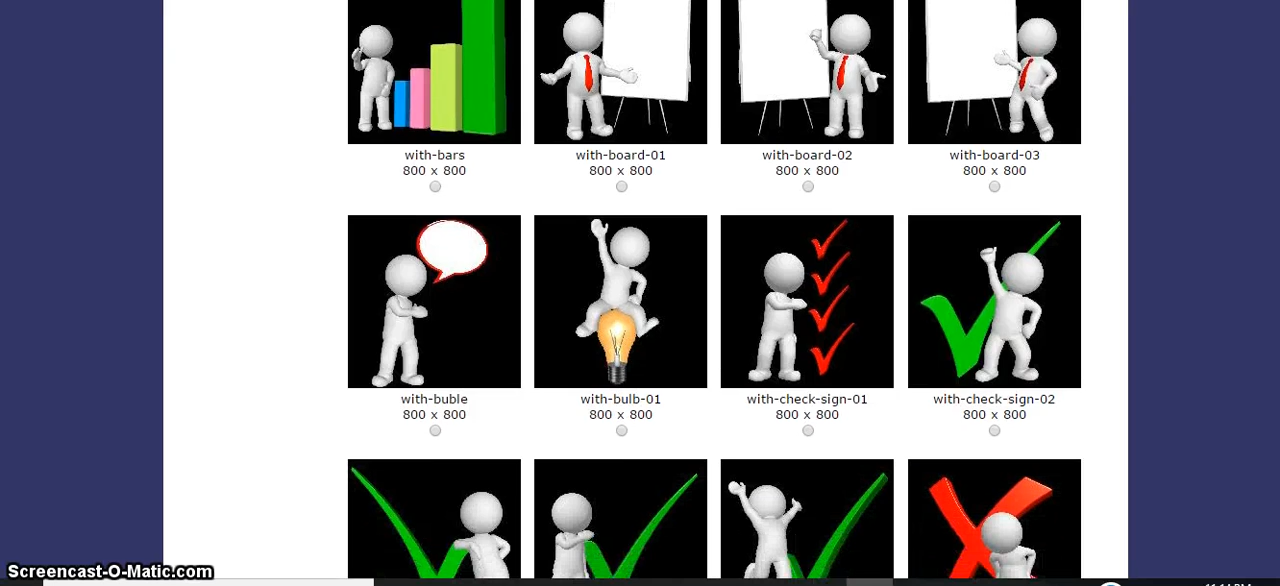 with-bars with-board-01 with-board-02 with-board-03
800 x 800 800 x 800 800 x 800 800 x 800
with-buble with-bulb-01 with-check-sign-01 with-check-sign-02
800 x 800 800 x 800 800 x 800 800 x 800
Screencast-O-Matic.com